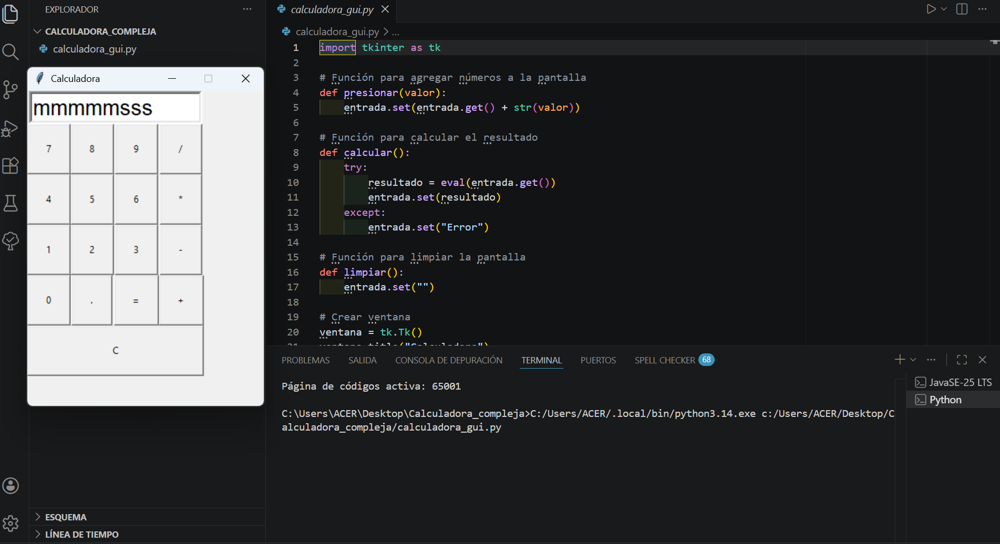 EXPLORADOR
CALCULADORA_COMPLEJA
calculadora_gui.py
Calculadora
mmmmmsss
7 8 9 /
4 5 6 *
1 2 3 -
0 . = +
C
ESQUEMA
LÍNEA DE TIEMPO
calculadora_gui.py
calculadora_gui.py > ...
1 import tkinter as tk
2
3 # Función para agregar números a la pantalla
4 def presionar(valor):
5     entrada.set(entrada.get() + str(valor))
6
7 # Función para calcular el resultado
8 def calcular():
9     try:
10         resultado = eval(entrada.get())
11         entrada.set(resultado)
12     except:
13         entrada.set("Error")
14
15 # Función para limpiar la pantalla
16 def limpiar():
17     entrada.set("")
18
19 # Crear ventana
20 ventana = tk.Tk()
21 ventana.title("Calculadora")
PROBLEMAS SALIDA CONSOLA DE DEPURACIÓN TERMINAL PUERTOS SPELL CHECKER 68
Página de códigos activa: 65001
C:\Users\ACER\Desktop\Calculadora_compleja>C:/Users/ACER/.local/bin/python3.14.exe c:/Users/ACER/Desktop/C
alculadora_compleja/calculadora_gui.py
JavaSE-25 LTS
Python